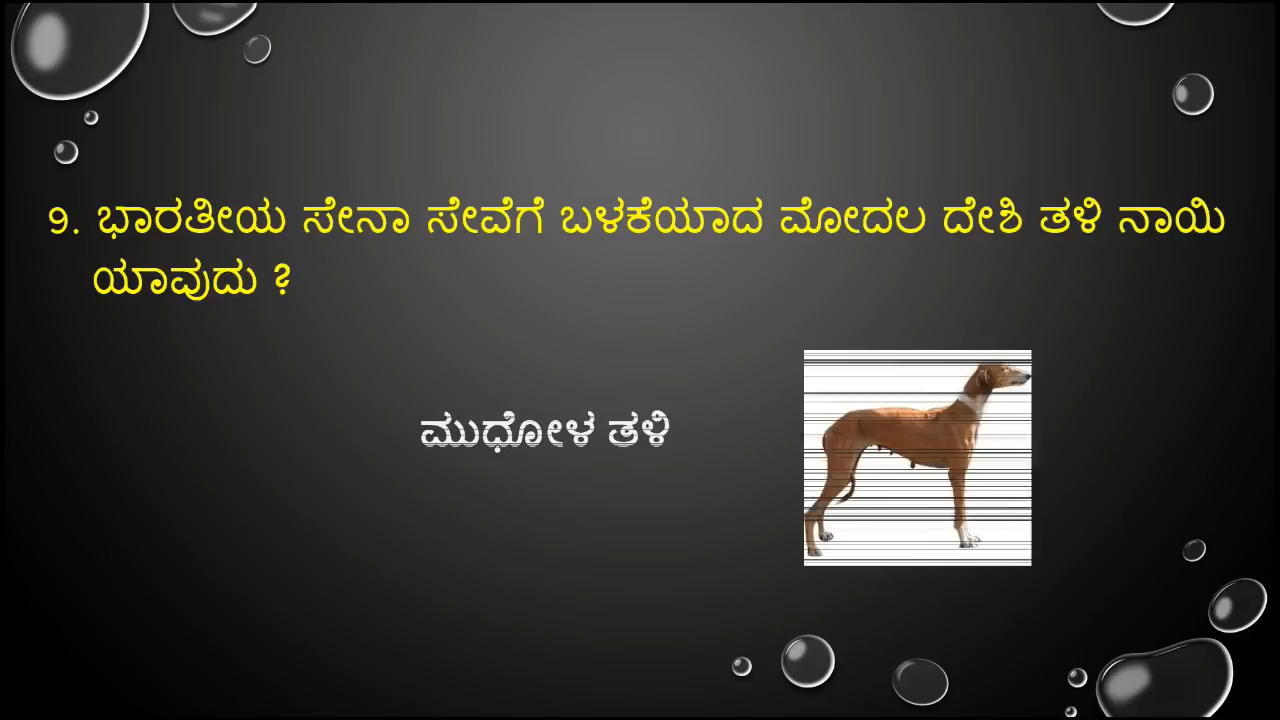 9. ಭಾರತೀಯ ಸೇನಾ ಸೇವೆಗೆ ಬಳಕೆಯಾದ ಮೋದಲ ದೇಶಿ ತಳಿ ನಾಯಿ
ಯಾವುದು ?
ಮುಧೋಳ ತಳಿ